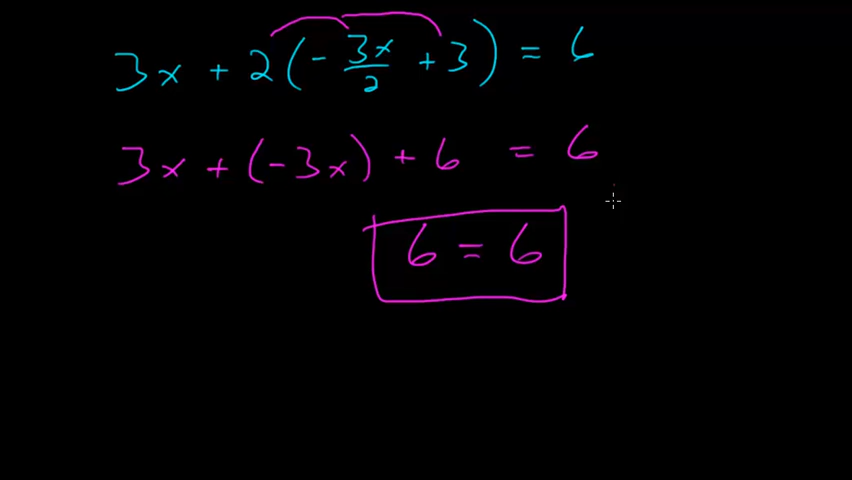 3x + 2(-3x/2 + 3) = 6
3x + (-3x) + 6 = 6
6 = 6